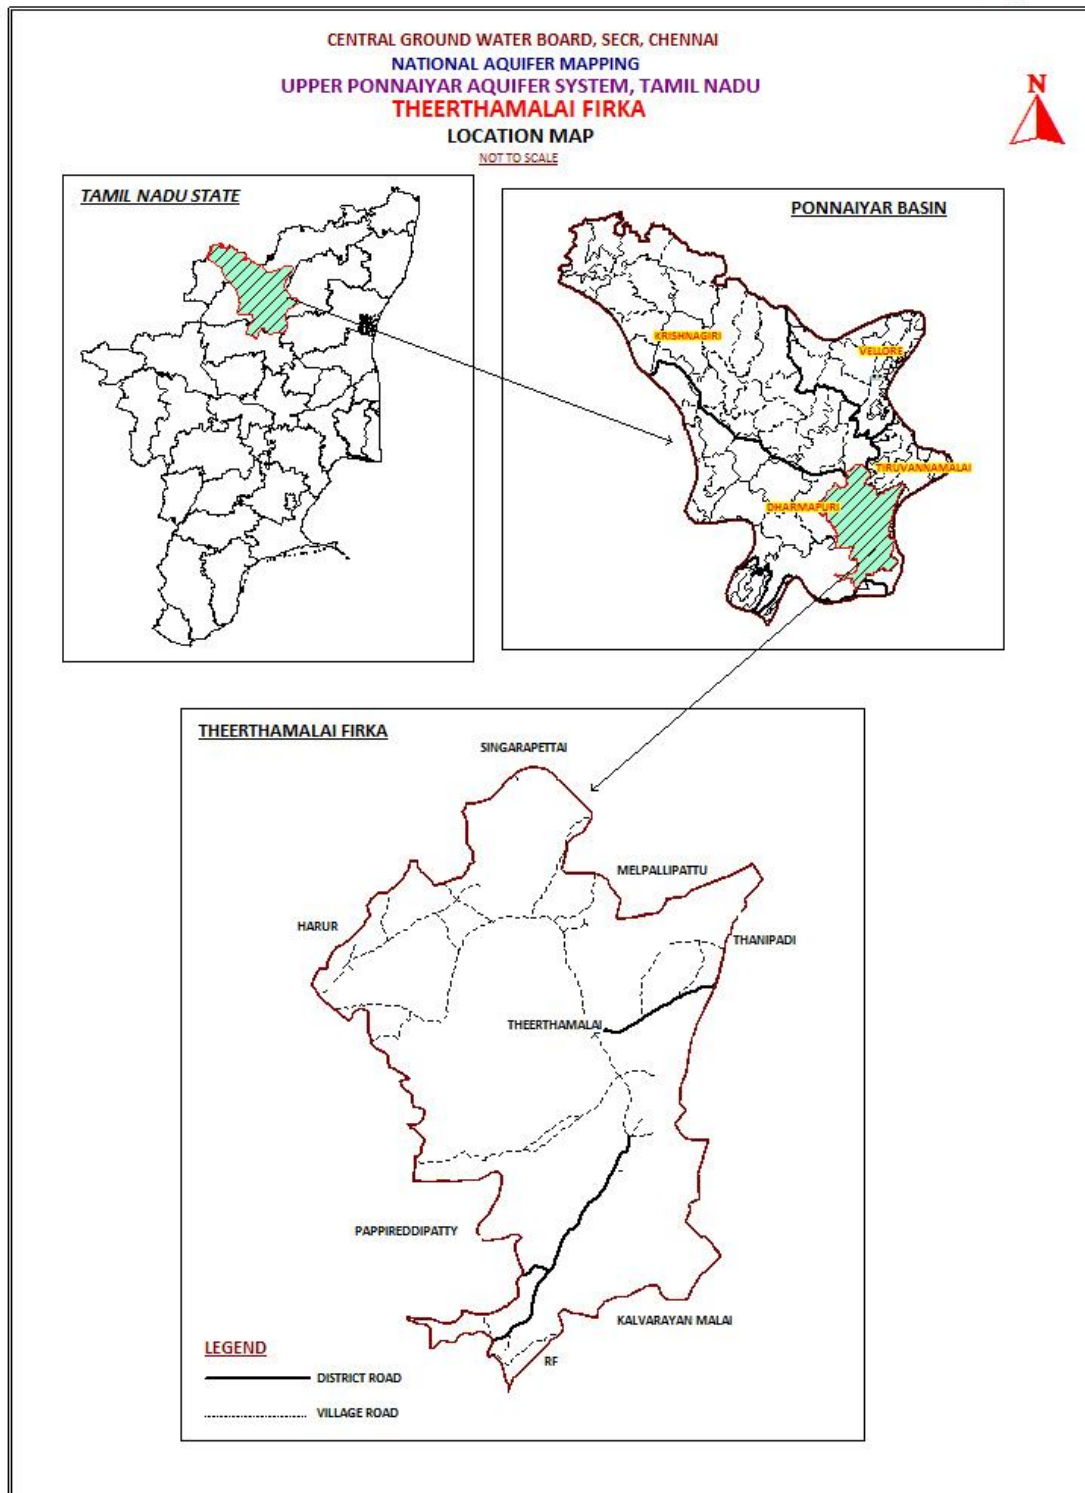 CENTRAL GROUND WATER BOARD, SECR, CHENNAI
NATIONAL AQUIFER MAPPING
UPPER PONNAIYAR AQUIFER SYSTEM, TAMIL NADU
THEERTHAMALAI FIRKA
LOCATION MAP
NOT TO SCALE
N
TAMIL NADU STATE
PONNAIYAR BASIN
KRISHNAGIRI
VELLORE
TIRUVANNAMALAI
DHARMAPURI
THEERTHAMALAI FIRKA
SINGARAPETTAI
MELPALLIPATTU
HARUR
THANIPADI
THEERTHAMALAI
PAPPIREDDIPATTY
KALVARAYAN MALAI
RF
LEGEND
DISTRICT ROAD
VILLAGE ROAD